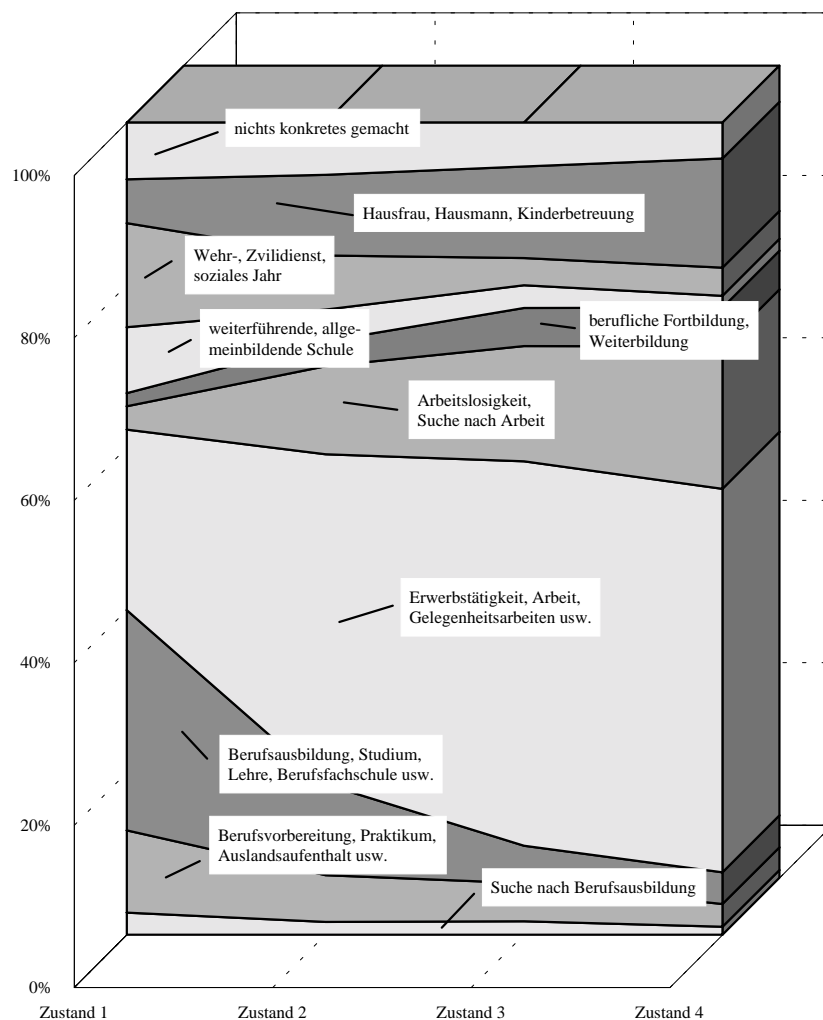 nichts konkretes gemacht
100%
Hausfrau, Hausmann, Kinderbetreuung
Wehr-, Zvilidienst,
soziales Jahr
weiterführende, allge-
meinbildende Schule
berufliche Fortbildung,
Weiterbildung
80%
Arbeitslosigkeit,
Suche nach Arbeit
60%
Erwerbstätigkeit, Arbeit,
Gelegenheitsarbeiten usw.
40%
Berufsausbildung, Studium,
Lehre, Berufsfachschule usw.
20%
Berufsvorbereitung, Praktikum,
Auslandsaufenthalt usw.
Suche nach Berufsausbildung
0%
Zustand 1
Zustand 2
Zustand 3
Zustand 4